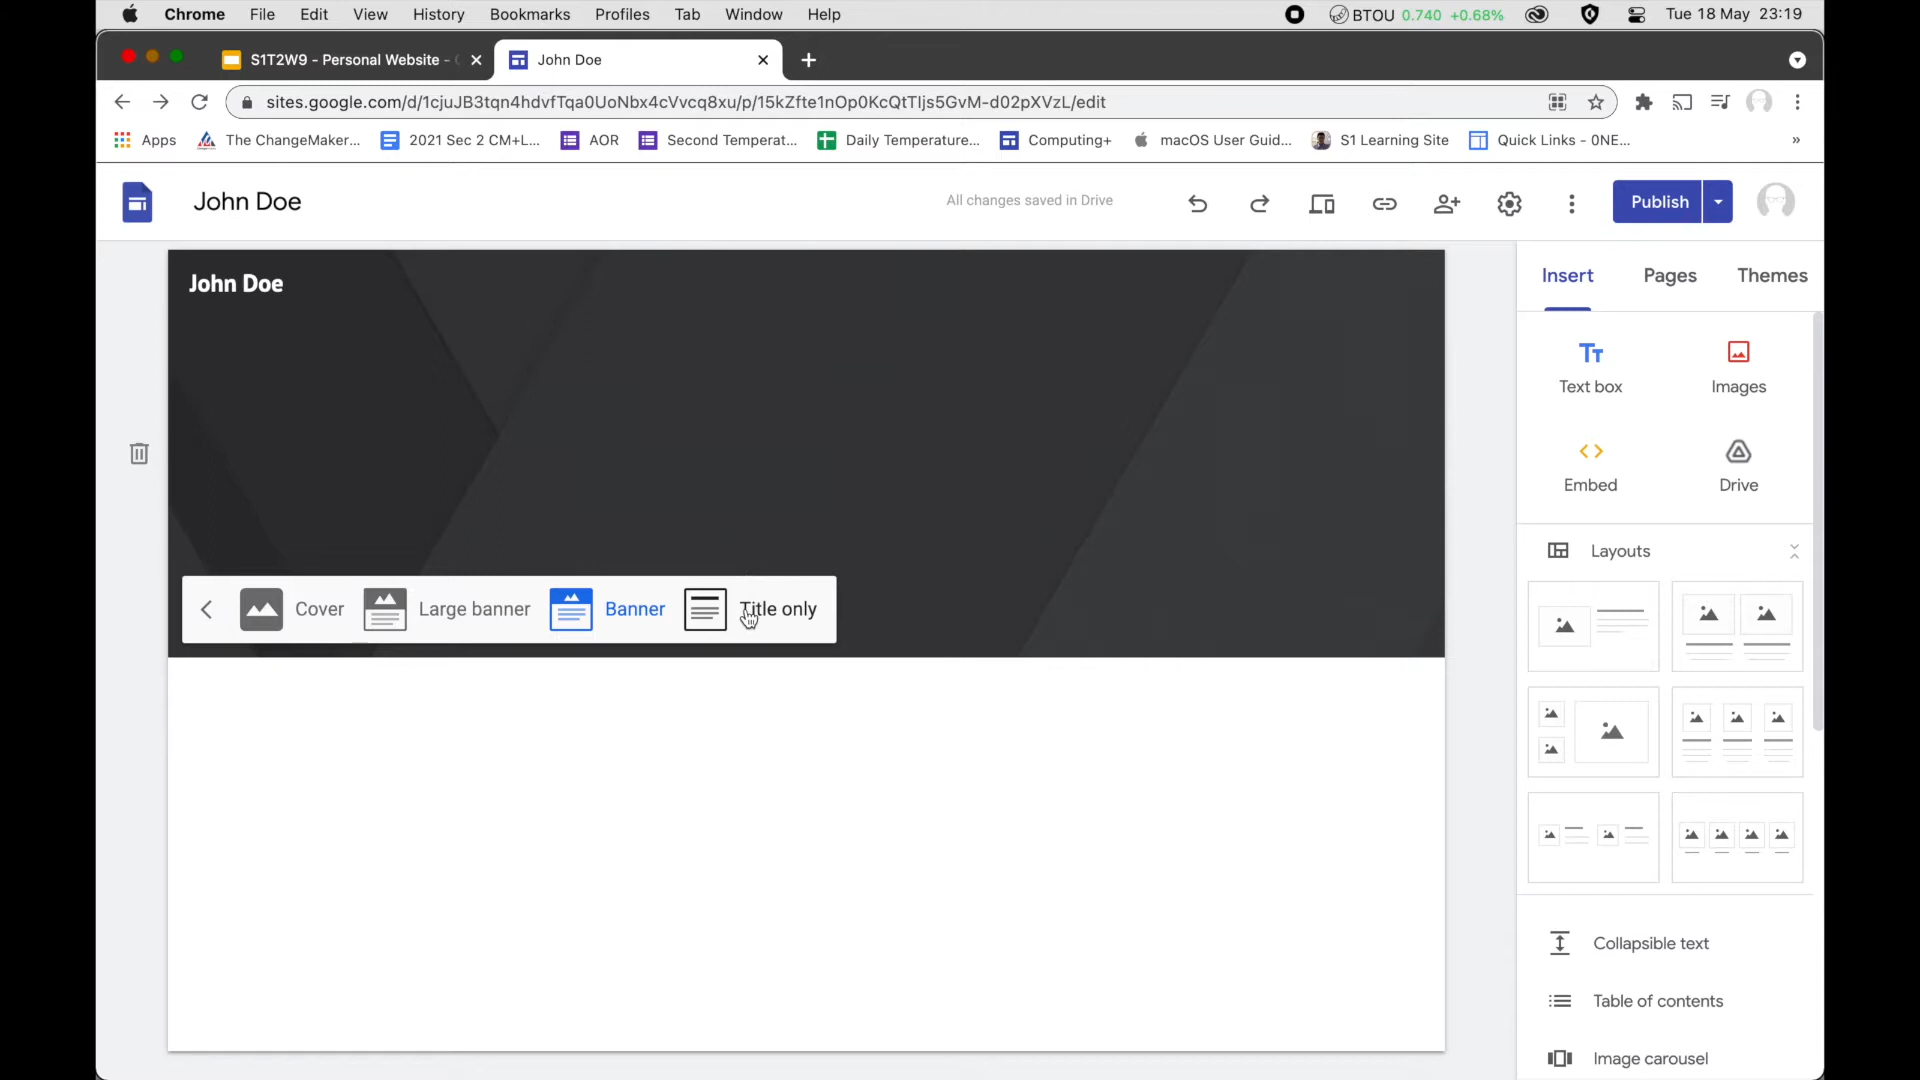 Chrome File Edit View History Bookmarks Profiles Tab Window Help BTOU 0.740 +0.68% Tue 18 May 23:19
S1T2W9 - Personal Website - John Doe
sites.google.com/d/1cjuJB3tqn4hdvfTqa0UoNbx4cVvcq8xu/p/15kZfte1nOp0KcQtTIjs5GvM-d02pXVzL/edit
Apps The ChangeMaker... 2021 Sec 2 CM+L... AOR Second Temperat... Daily Temperature... Computing+ macOS User Guid... S1 Learning Site Quick Links - 0NE... »
John Doe All changes saved in Drive Publish
Insert Pages Themes
John Doe
Text box Images
Embed Drive
Layouts
Cover Large banner Banner Title only
Collapsible text
Table of contents
Image carousel